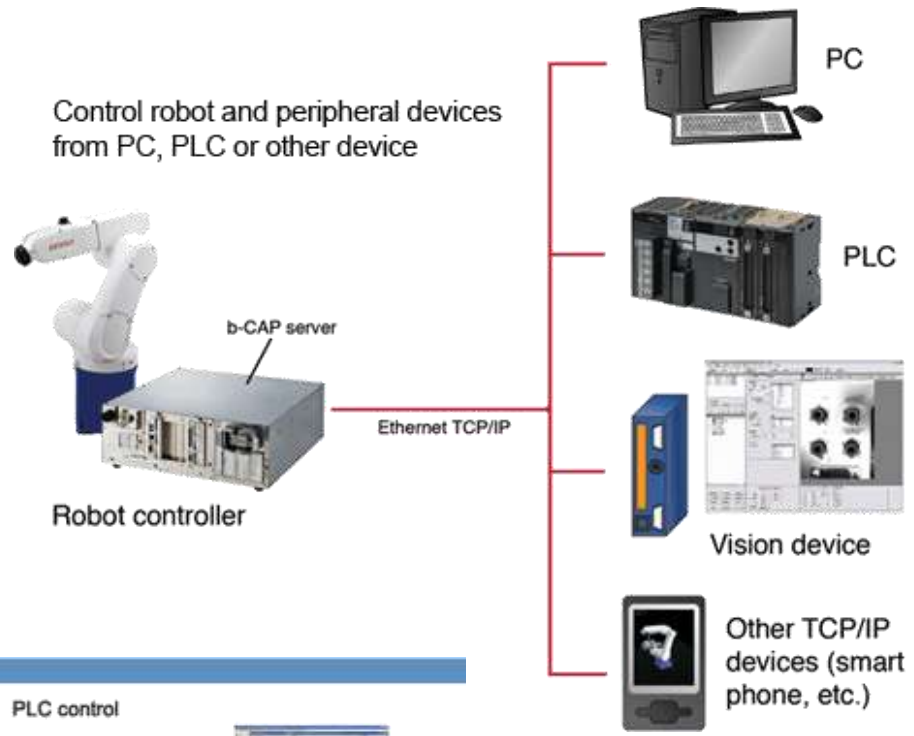 Control robot and peripheral devices
from PC, PLC or other device
b-CAP server
Ethernet TCP/IP
Robot controller
PC
PLC
Vision device
Other TCP/IP
devices (smart
phone, etc.)
PLC control